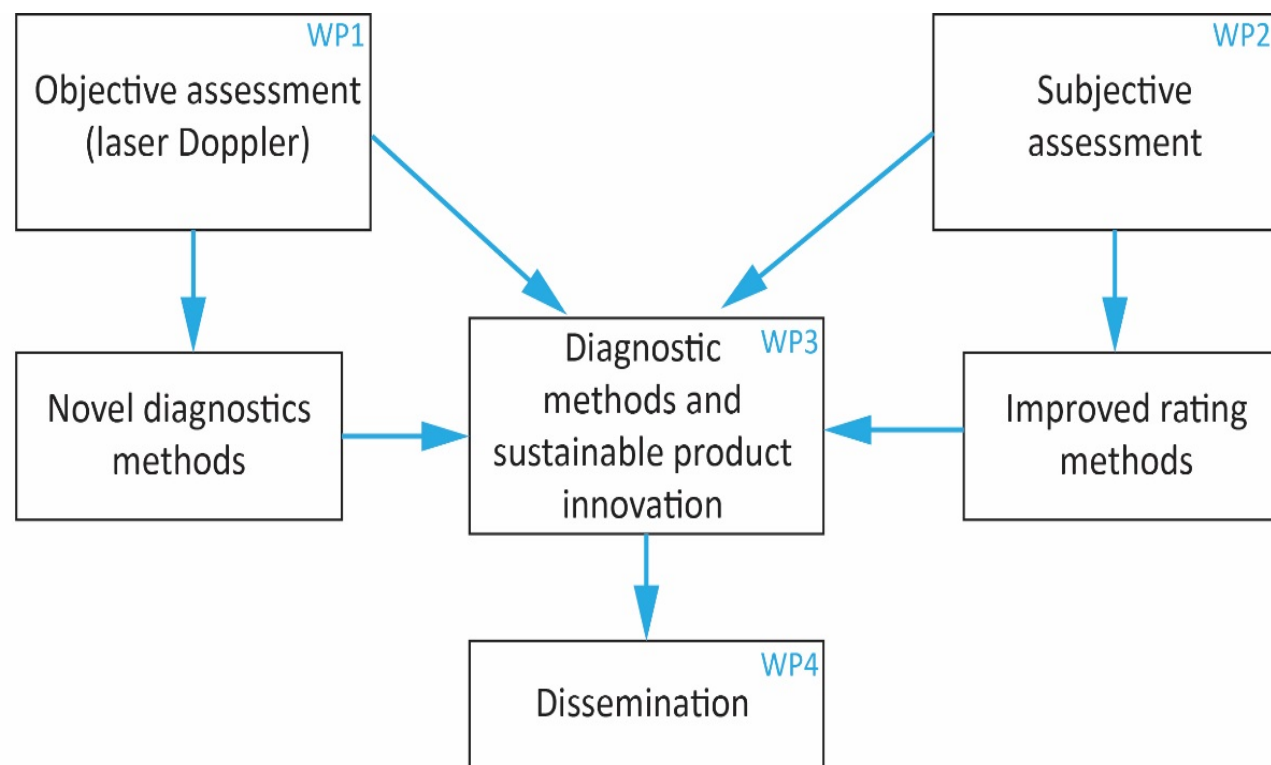 WP1
Objective assessment
(laser Doppler)
WP2
Subjective
assessment
Novel diagnostics
methods
WP3
Diagnostic
methods and
sustainable product
innovation
Improved rating
methods
WP4
Dissemination